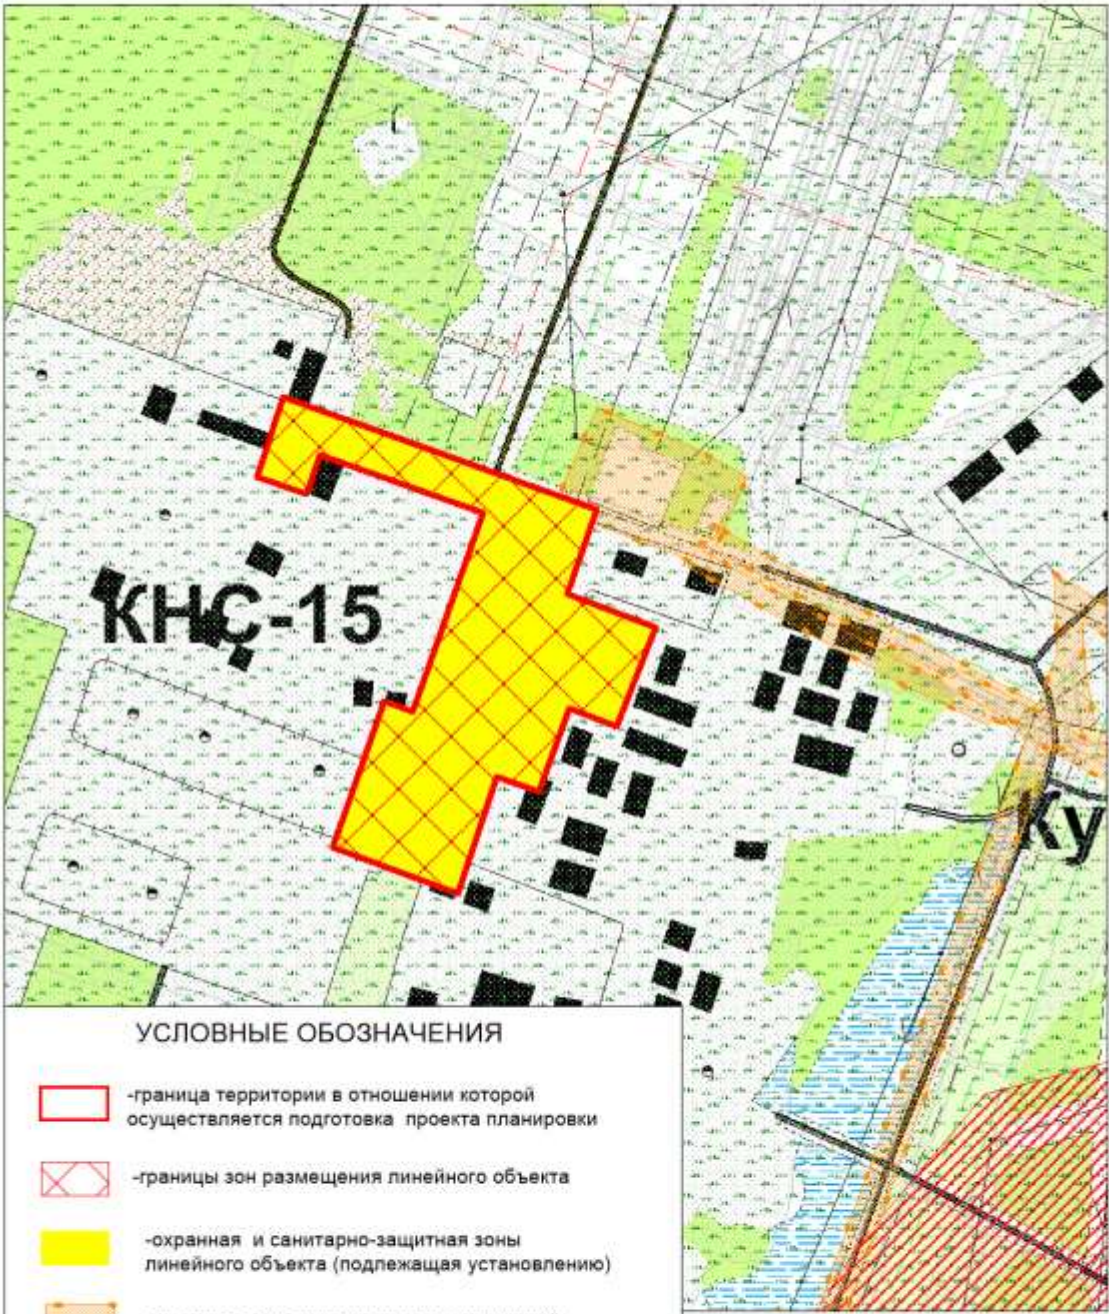 КНС-15
Ку
УСЛОВНЫЕ ОБОЗНАЧЕНИЯ
-граница территории в отношении которой
осуществляется подготовка проекта планировки
-границы зон размещения линейного объекта
-охранная и санитарно-защитная зоны
линейного объекта (подлежащая установлению)